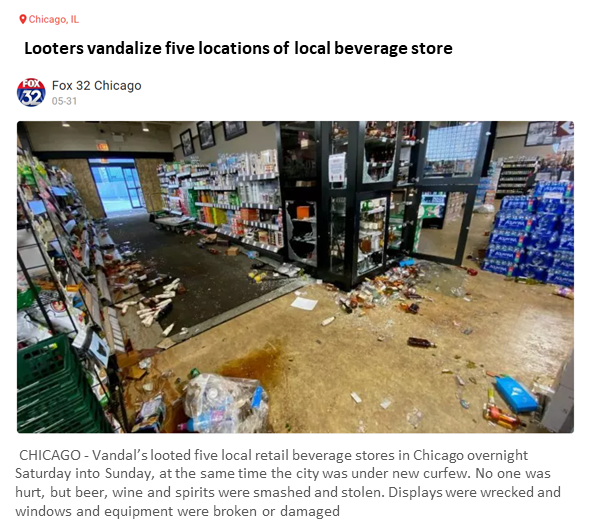 Chicago, IL
Looters vandalize five locations of local beverage store
FOX
32
Fox 32 Chicago
05-31
CHICAGO - Vandal’s looted five local retail beverage stores in Chicago overnight
Saturday into Sunday, at the same time the city was under new curfew. No one was
hurt, but beer, wine and spirits were smashed and stolen. Displays were wrecked and
windows and equipment were broken or damaged